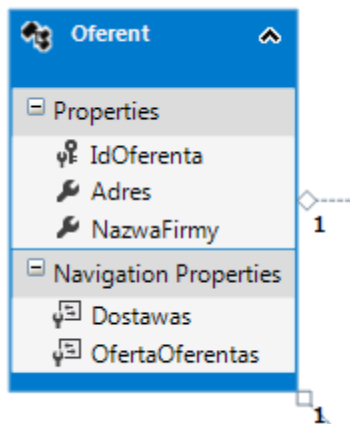 Oferent
Properties
IdOferenta
Adres
NazwaFirmy
1
Navigation Properties
Dostawas
OfertaOferentas
1